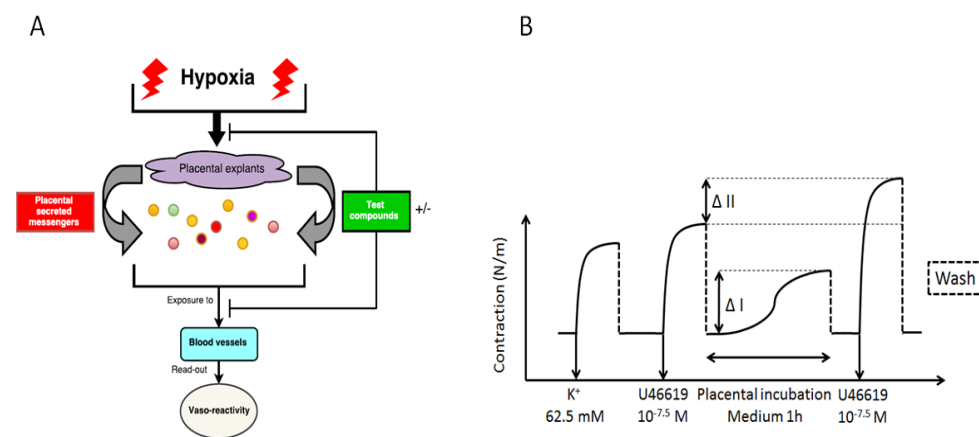 A
Hypoxia
Placental explants
Placental
secreted
messengers
Test
compounds
+/-
Exposure to
Blood vessels
Read-out
Vaso-reactivity
B
Contraction (N/m)
Δ II
Δ I
Wash
K⁺
62.5 mM
U46619
10⁻⁷·⁵ M
Placental incubation
Medium 1h
U46619
10⁻⁷·⁵ M